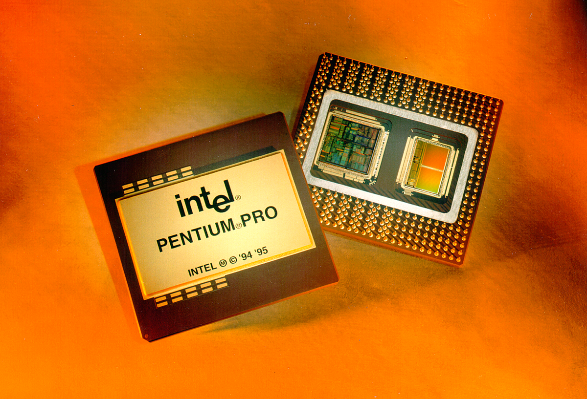 intel®
PENTIUM® PRO
INTEL Ⓜ © '94 '95